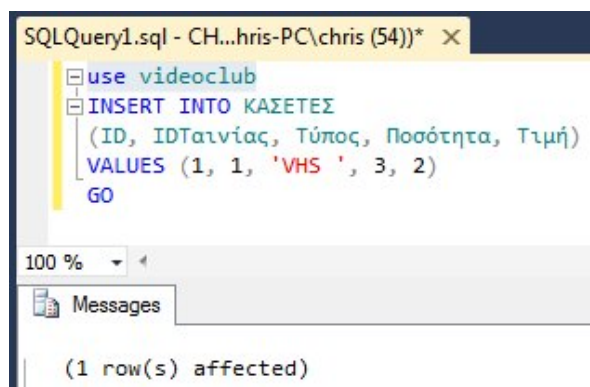 SQLQuery1.sql - CH...hris-PC\chris (54))* ×
use videoclub
INSERT INTO ΚΑΣΕΤΕΣ
(ID, IDΤαινίας, Τύπος, Ποσότητα, Τιμή)
VALUES (1, 1, 'VHS ', 3, 2)
GO
100 %
Messages
(1 row(s) affected)